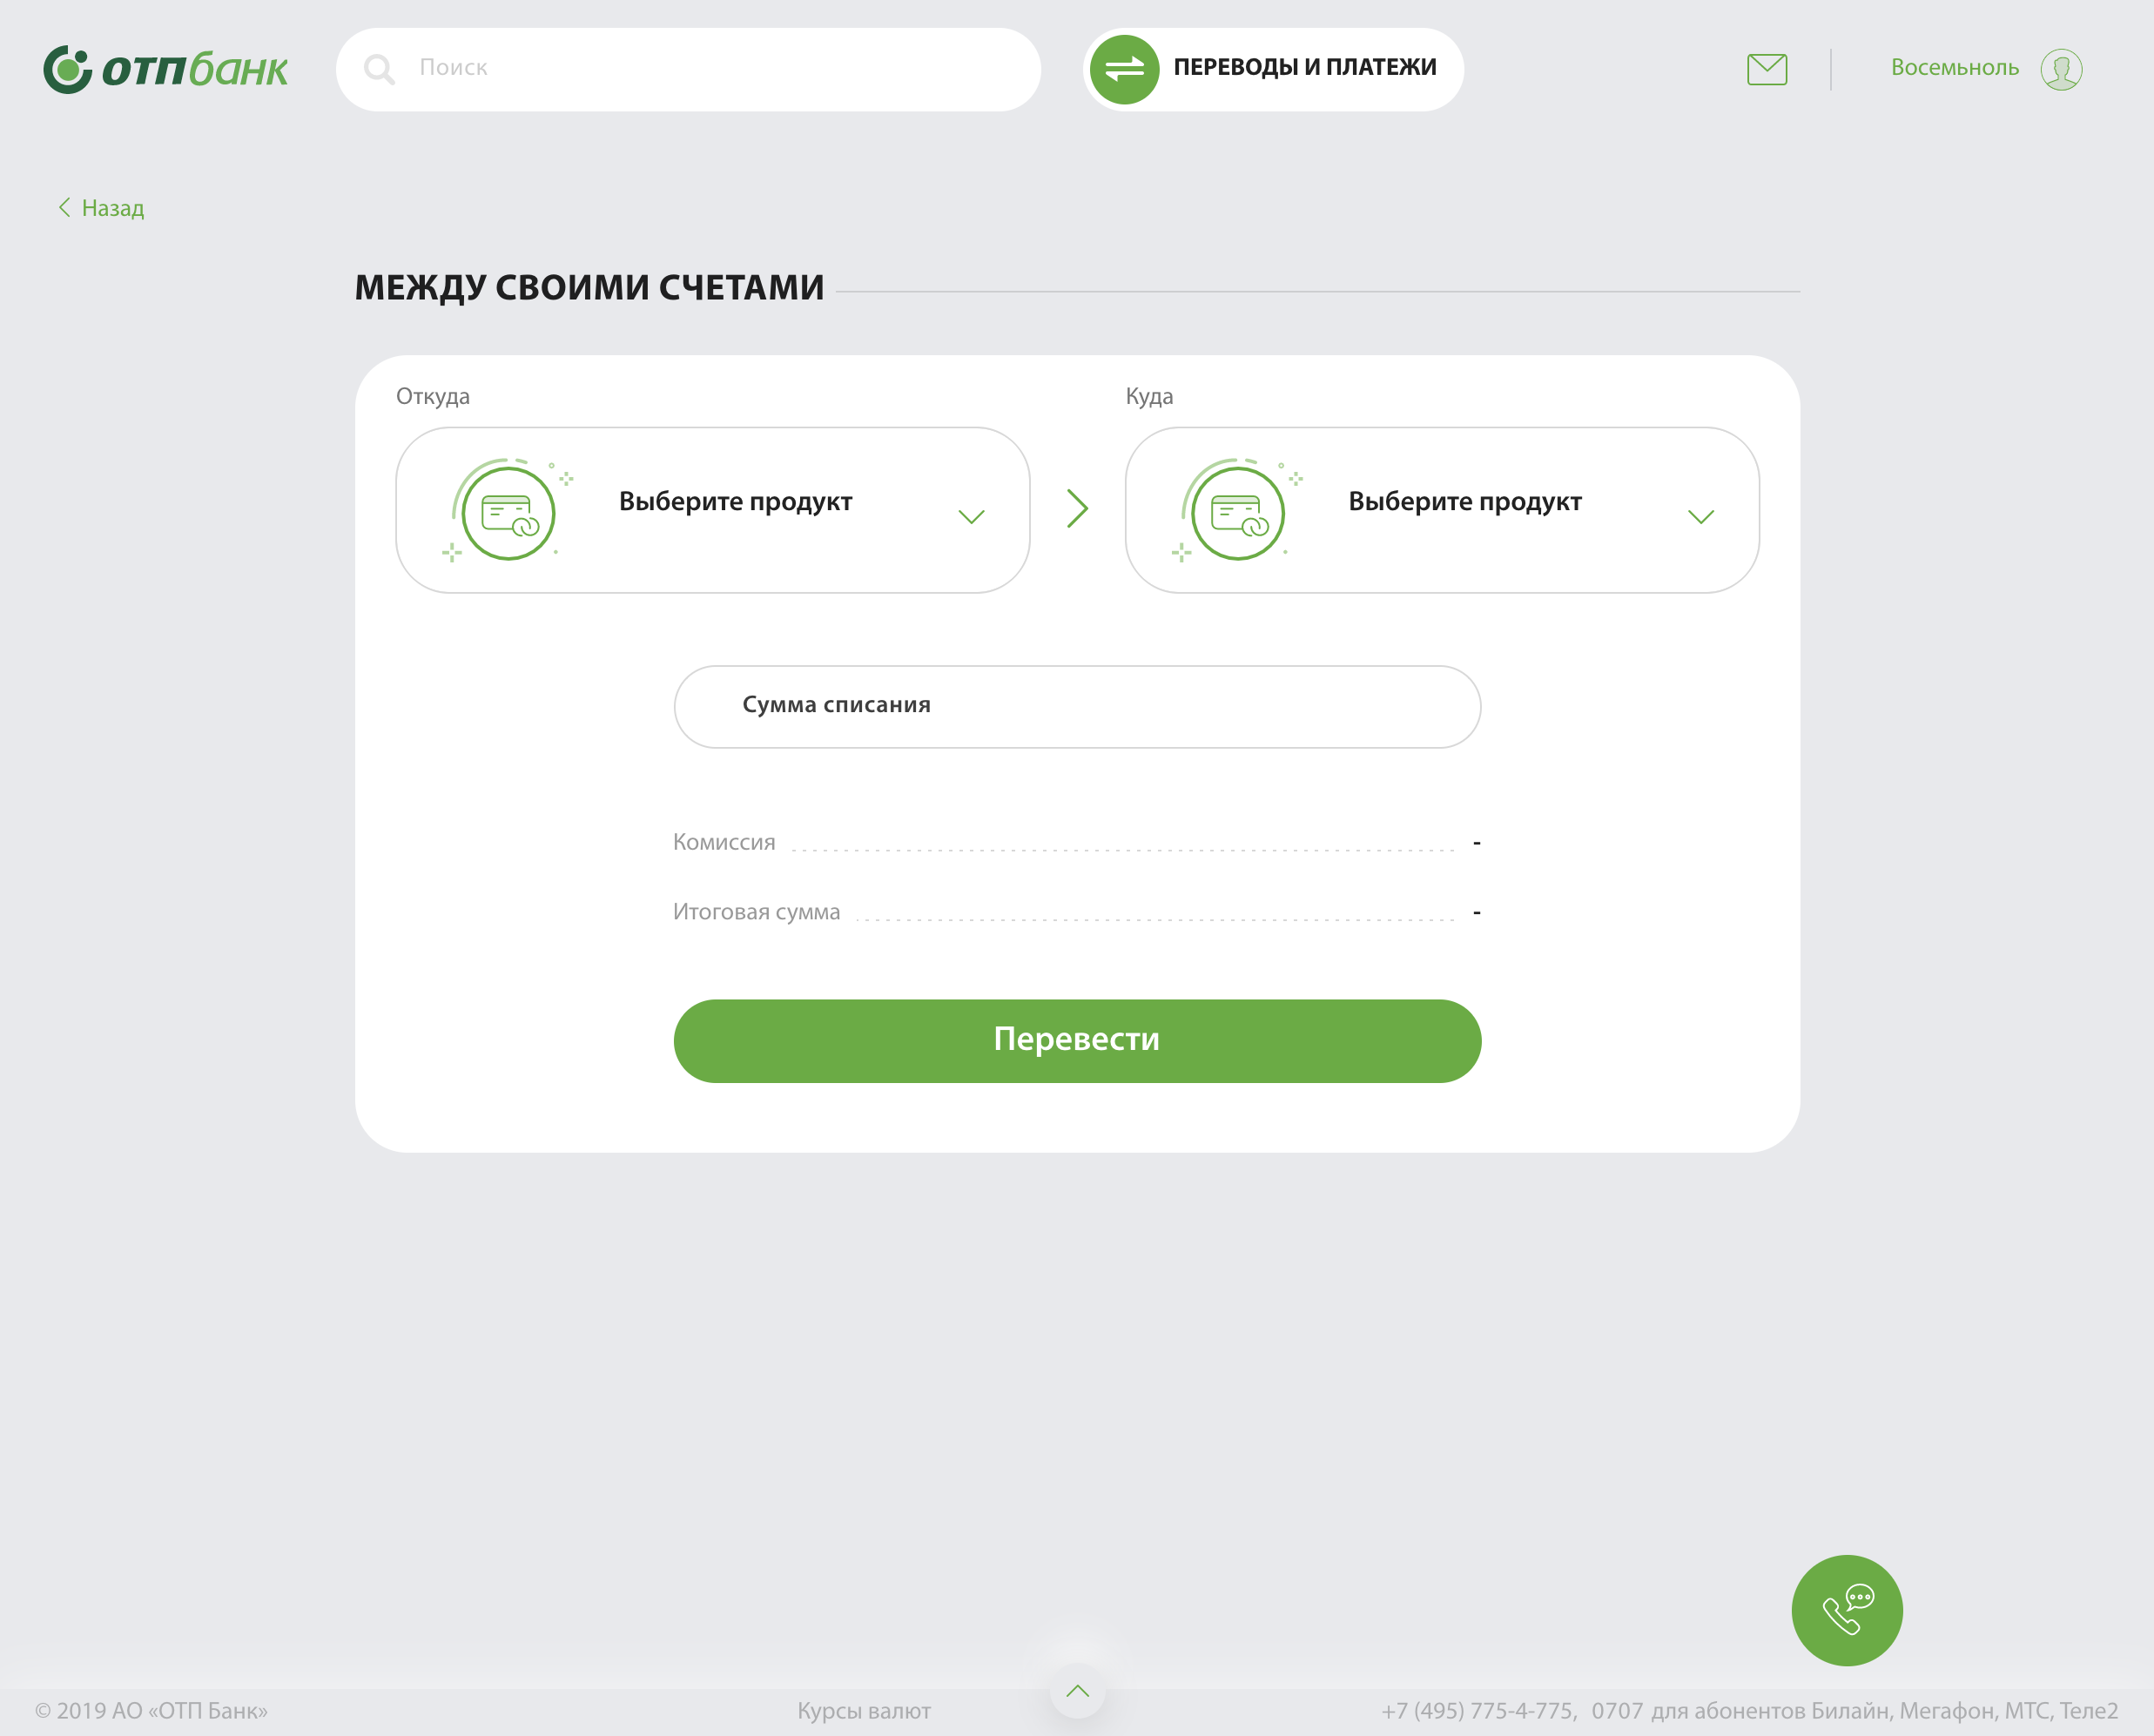 отпбанк
Поиск
ПЕРЕВОДЫ И ПЛАТЕЖИ
Восемьноль
Назад
МЕЖДУ СВОИМИ СЧЕТАМИ
Откуда
Куда
Выберите продукт
Выберите продукт
Сумма списания
Комиссия -
Итоговая сумма -
Перевести
© 2019 АО «ОТП Банк»
Курсы валют
+7 (495) 775-4-775, 0707 для абонентов Билайн, Мегафон, МТС, Теле2